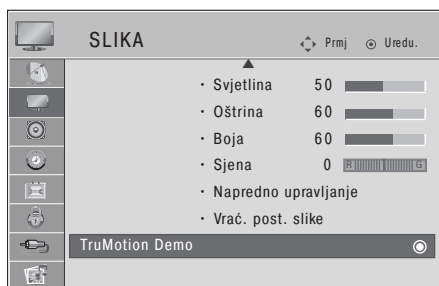 SLIKA Prmj Uredu.
• Svjetlina 50
• Oštrina 60
• Boja 60
• Sjena 0 R G
• Napredno upravljanje
• Vrać. post. slike
TruMotion Demo